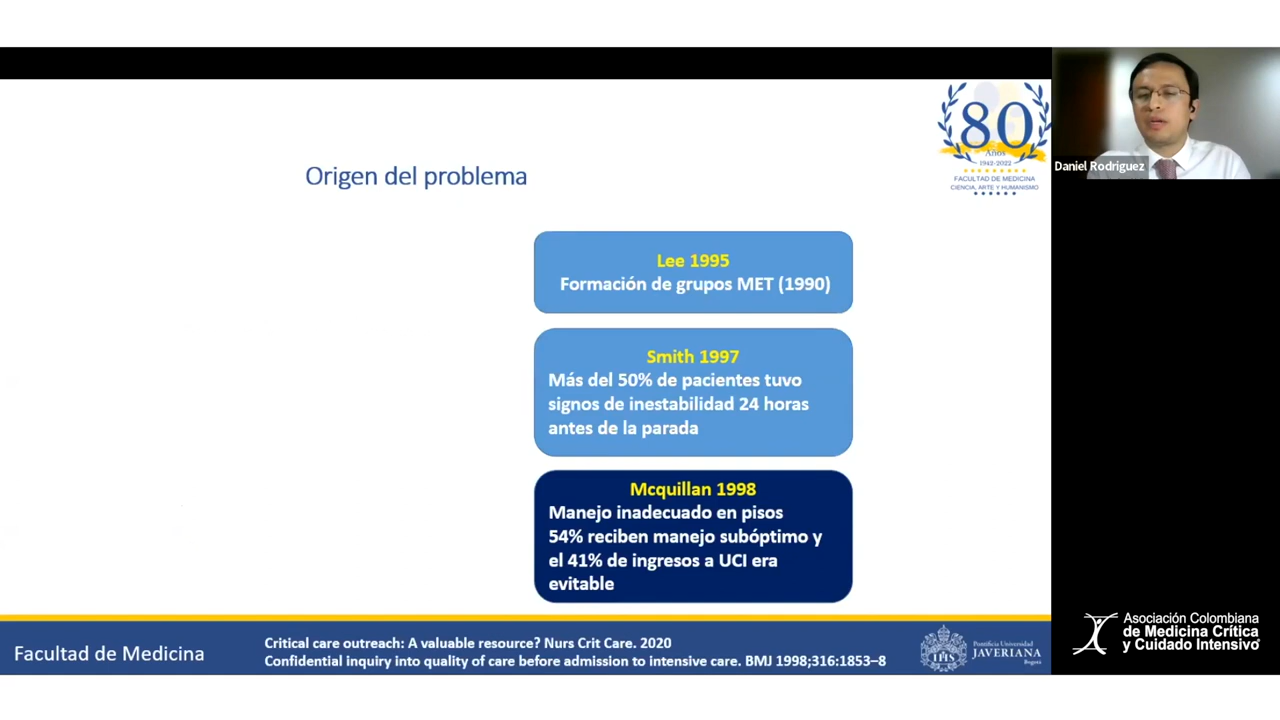 Origen del problema
80
Años
1942-2022
FACULTAD DE MEDICINA
CIENCIA, ARTE Y HUMANISMO
Daniel Rodriguez
Lee 1995
Formación de grupos MET (1990)
Smith 1997
Más del 50% de pacientes tuvo
signos de inestabilidad 24 horas
antes de la parada
Mcquillan 1998
Manejo inadecuado en pisos
54% reciben manejo subóptimo y
el 41% de ingresos a UCI era
evitable
Facultad de Medicina
Critical care outreach: A valuable resource? Nurs Crit Care. 2020
Confidential inquiry into quality of care before admission to intensive care. BMJ 1998;316:1853–8
IHS
Pontificia Universidad
JAVERIANA
Bogotá
Asociación Colombiana
de Medicina Crítica
y Cuidado Intensivo